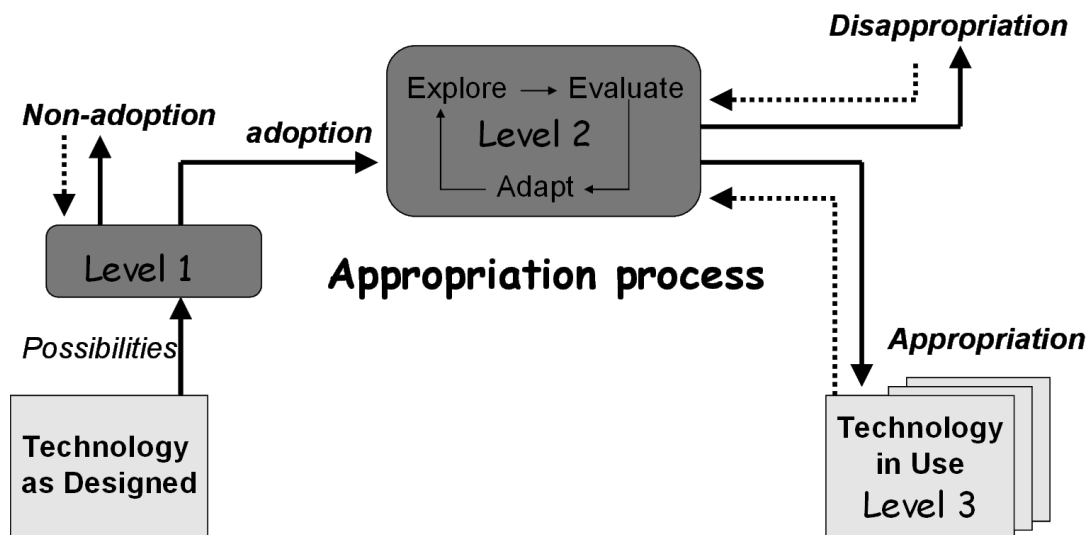 Disappropriation
Non-adoption
adoption
Explore Evaluate
Level 2
Adapt
Level 1
Appropriation process
Possibilities
Appropriation
Technology
as Designed
Technology
in Use
Level 3